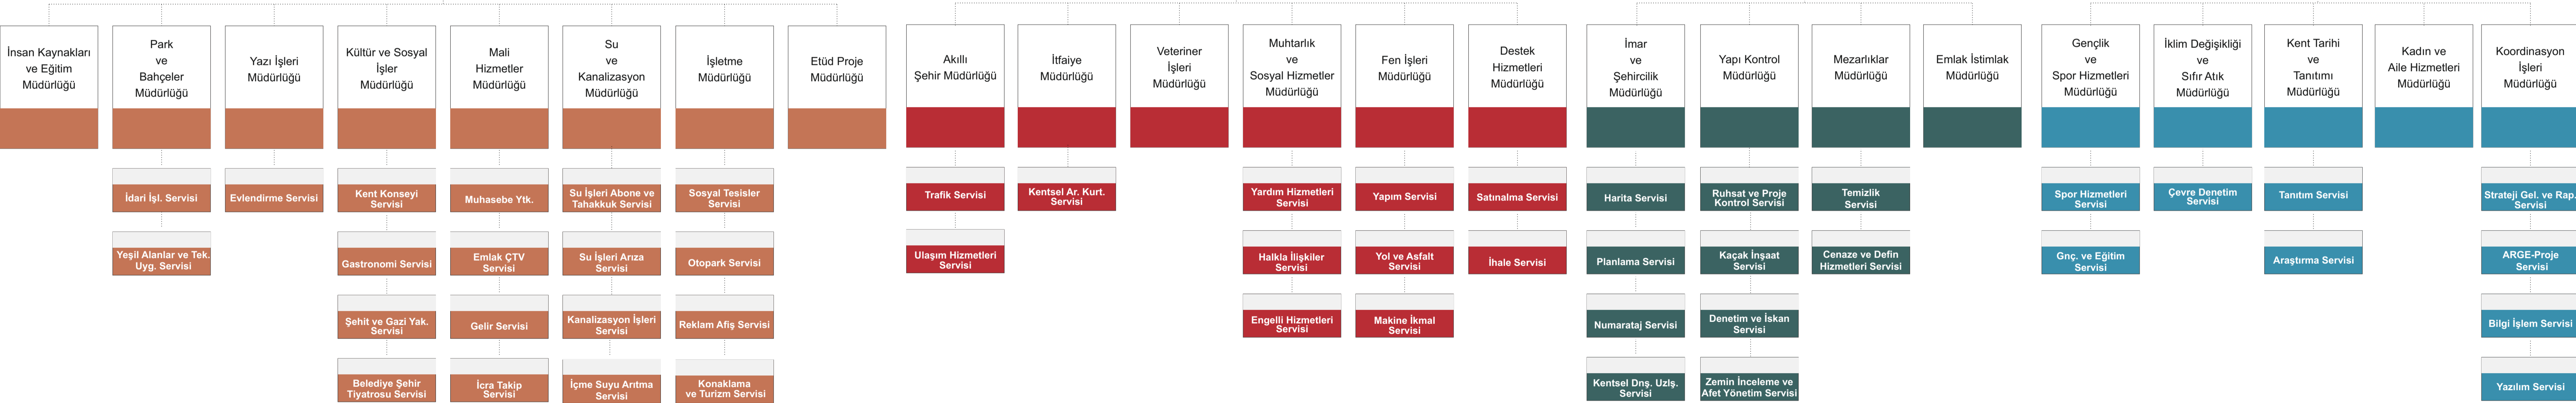 İnsan Kaynakları
ve Eğitim
Müdürlüğü
Park
ve
Bahçeler
Müdürlüğü
Yazı İşleri
Müdürlüğü
Kültür ve Sosyal
İşler
Müdürlüğü
Mali
Hizmetler
Müdürlüğü
Su
ve
Kanalizasyon
Müdürlüğü
İşletme
Müdürlüğü
Etüd Proje
Müdürlüğü
Akıllı
Şehir Müdürlüğü
İtfaiye
Müdürlüğü
Veteriner
İşleri
Müdürlüğü
Muhtarlık
ve
Sosyal Hizmetler
Müdürlüğü
Fen İşleri
Müdürlüğü
Destek
Hizmetleri
Müdürlüğü
İmar
ve
Şehircilik
Müdürlüğü
Yapı Kontrol
Müdürlüğü
Mezarlıklar
Müdürlüğü
Emlak İstimlak
Müdürlüğü
Gençlik
ve
Spor Hizmetleri
Müdürlüğü
İklim Değişikliği
ve
Sıfır Atık
Müdürlüğü
Kent Tarihi
ve
Tanıtımı
Müdürlüğü
Kadın ve
Aile Hizmetleri
Müdürlüğü
Koordinasyon
İşleri
Müdürlüğü
İdari İşl. Servisi
Evlendirme Servisi
Kent Konseyi
Servisi
Muhasebe Ytk.
Su İşleri Abone ve
Tahakkuk Servisi
Sosyal Tesisler
Servisi
Trafik Servisi
Kentsel Ar. Kurt.
Servisi
Yardım Hizmetleri
Servisi
Yapım Servisi
Satınalma Servisi
Harita Servisi
Ruhsat ve Proje
Kontrol Servisi
Temizlik
Servisi
Spor Hizmetleri
Servisi
Çevre Denetim
Servisi
Tanıtım Servisi
Strateji Gel. ve Rap.
Servisi
Yeşil Alanlar ve Tek.
Uyg. Servisi
Gastronomi Servisi
Emlak ÇTV
Servisi
Su İşleri Arıza
Servisi
Otopark Servisi
Ulaşım Hizmetleri
Servisi
Halkla İlişkiler
Servisi
Yol ve Asfalt
Servisi
İhale Servisi
Planlama Servisi
Kaçak İnşaat
Servisi
Cenaze ve Defin
Hizmetleri Servisi
Gnç. ve Eğitim
Servisi
Araştırma Servisi
ARGE-Proje
Servisi
Şehit ve Gazi Yak.
Servisi
Gelir Servisi
Kanalizasyon İşleri
Servisi
Reklam Afiş Servisi
Engelli Hizmetleri
Servisi
Makine İkmal
Servisi
Numarataj Servisi
Denetim ve İskan
Servisi
Bilgi İşlem Servisi
Belediye Şehir
Tiyatrosu Servisi
İcra Takip
Servisi
İçme Suyu Arıtma
Servisi
Konaklama
ve Turizm Servisi
Kentsel Dnş. Uzlş.
Servisi
Zemin İnceleme ve
Afet Yönetim Servisi
Yazılım Servisi